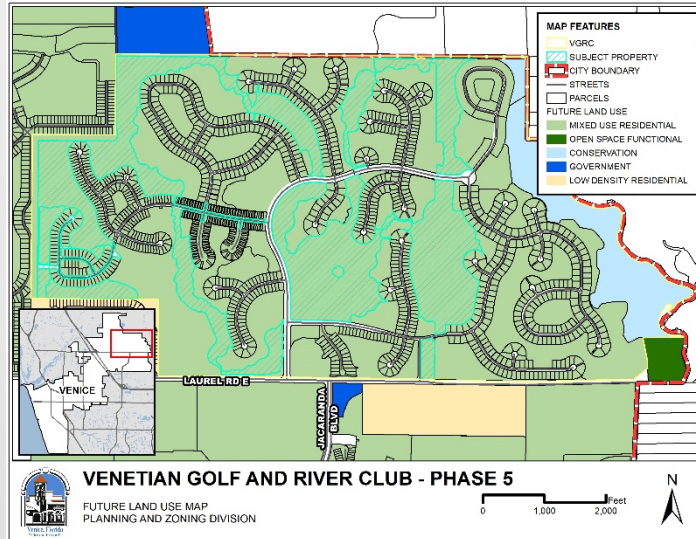 MAP FEATURES
VGRC
SUBJECT PROPERTY
CITY BOUNDARY
STREETS
PARCELS
FUTURE LAND USE
MIXED USE RESIDENTIAL
OPEN SPACE FUNCTIONAL
CONSERVATION
GOVERNMENT
LOW DENSITY RESIDENTIAL
VENICE
LAUREL RD E
JACARANDA
BLVD
VENETIAN GOLF AND RIVER CLUB - PHASE 5
FUTURE LAND USE MAP
PLANNING AND ZONING DIVISION
Venice, Florida
0 1,000 2,000
Feet
N